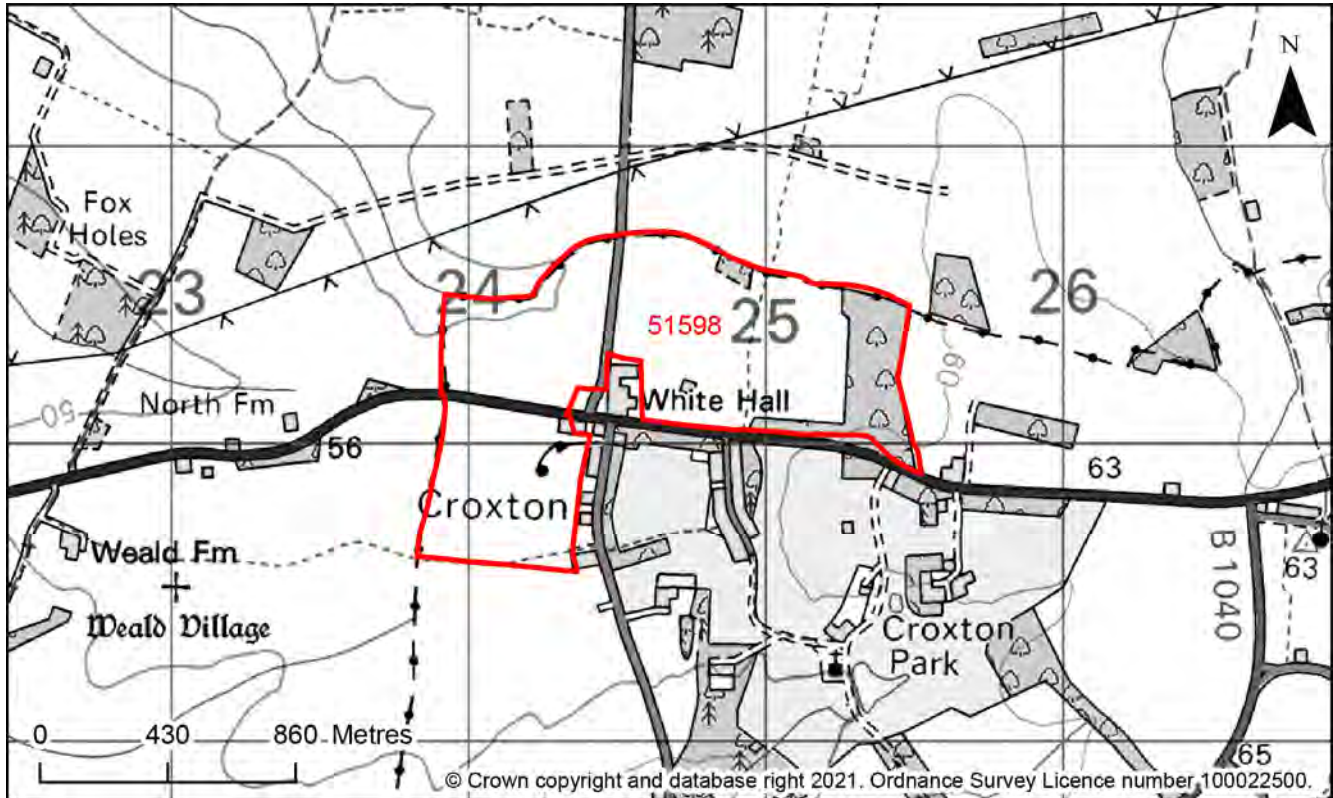 N
Fox
Holes
23
24
25
26
51598
60
50
North Fm
White Hall
56
63
Croxton
Weald Fm
Weald Village
B 1040
63
Croxton
Park
65
0 430 860 Metres
© Crown copyright and database right 2021. Ordnance Survey Licence number 100022500.